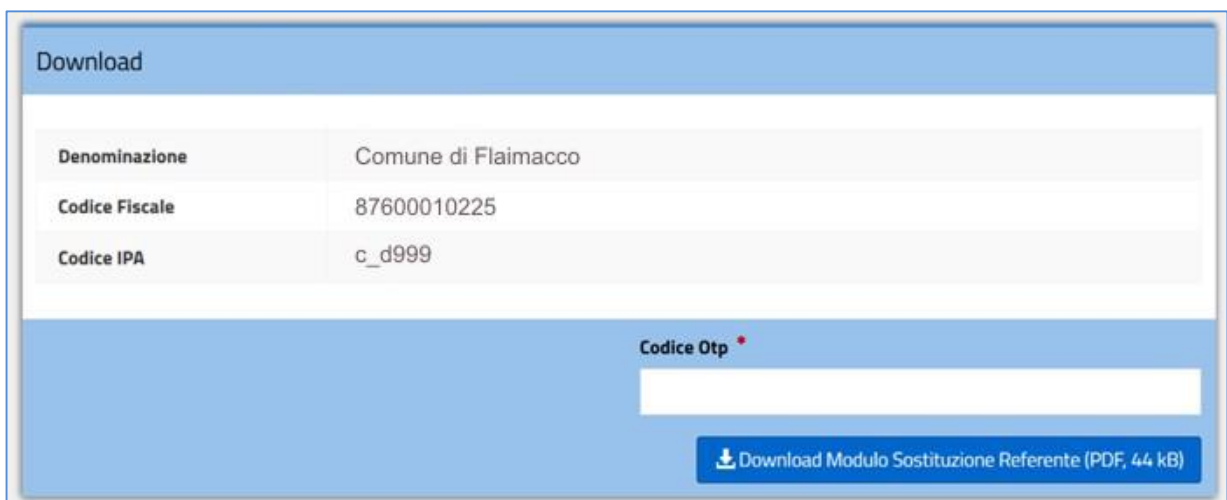 Download
Denominazione Comune di Flaimacco
Codice Fiscale 87600010225
Codice IPA c_d999
Codice Otp *
Download Modulo Sostituzione Referente (PDF, 44 kB)